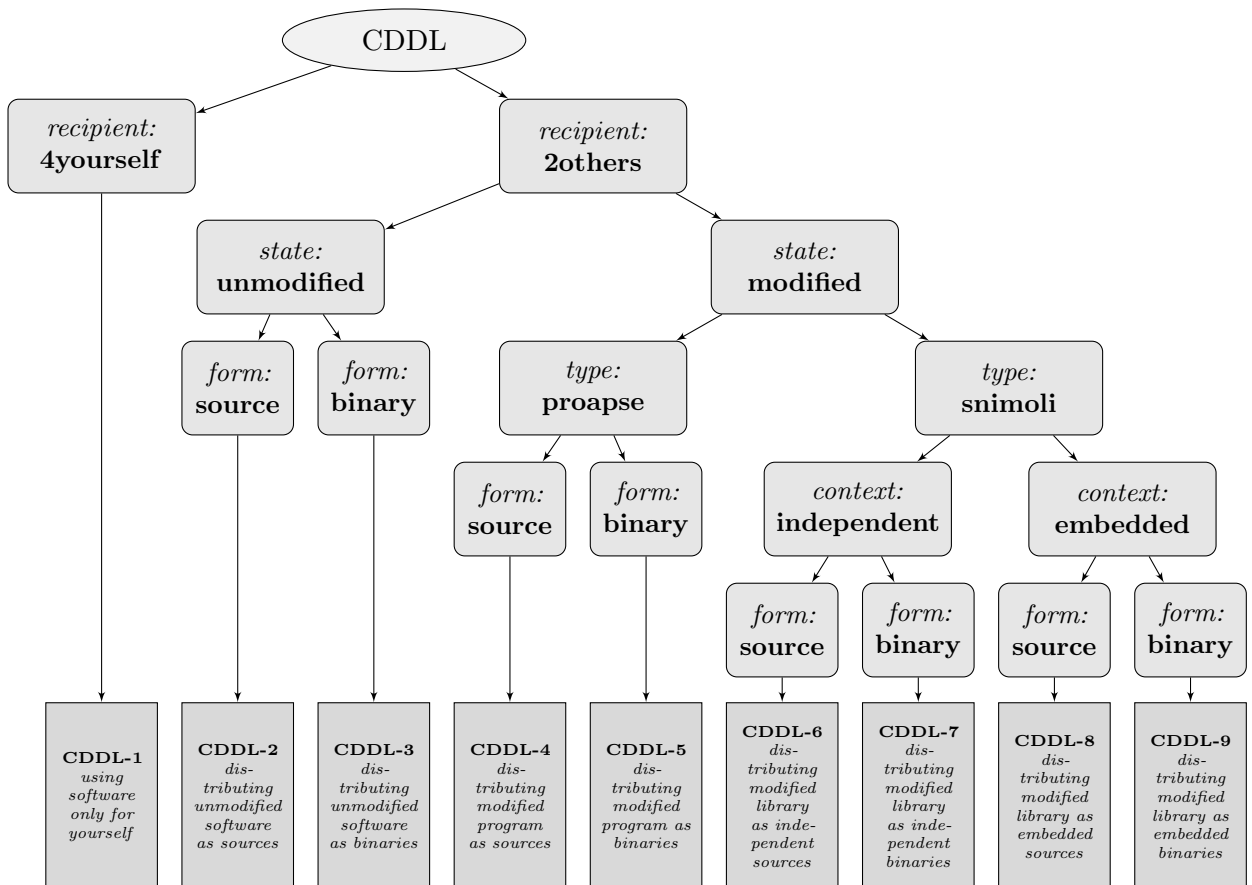 CDDL
recipient:
4yourself
recipient:
2others
state:
unmodified
state:
modified
form:
source
form:
binary
type:
proapse
type:
snimoli
form:
source
form:
binary
context:
independent
context:
embedded
form:
source
form:
binary
form:
source
form:
binary
CDDL-1
using
software
only for
yourself
CDDL-2
dis-
tributing
unmodified
software
as sources
CDDL-3
dis-
tributing
unmodified
software
as binaries
CDDL-4
dis-
tributing
modified
program
as sources
CDDL-5
dis-
tributing
modified
program as
binaries
CDDL-6
dis-
tributing
modified
library
as inde-
pendent
sources
CDDL-7
dis-
tributing
modified
library
as inde-
pendent
binaries
CDDL-8
dis-
tributing
modified
library as
embedded
sources
CDDL-9
dis-
tributing
modified
library as
embedded
binaries